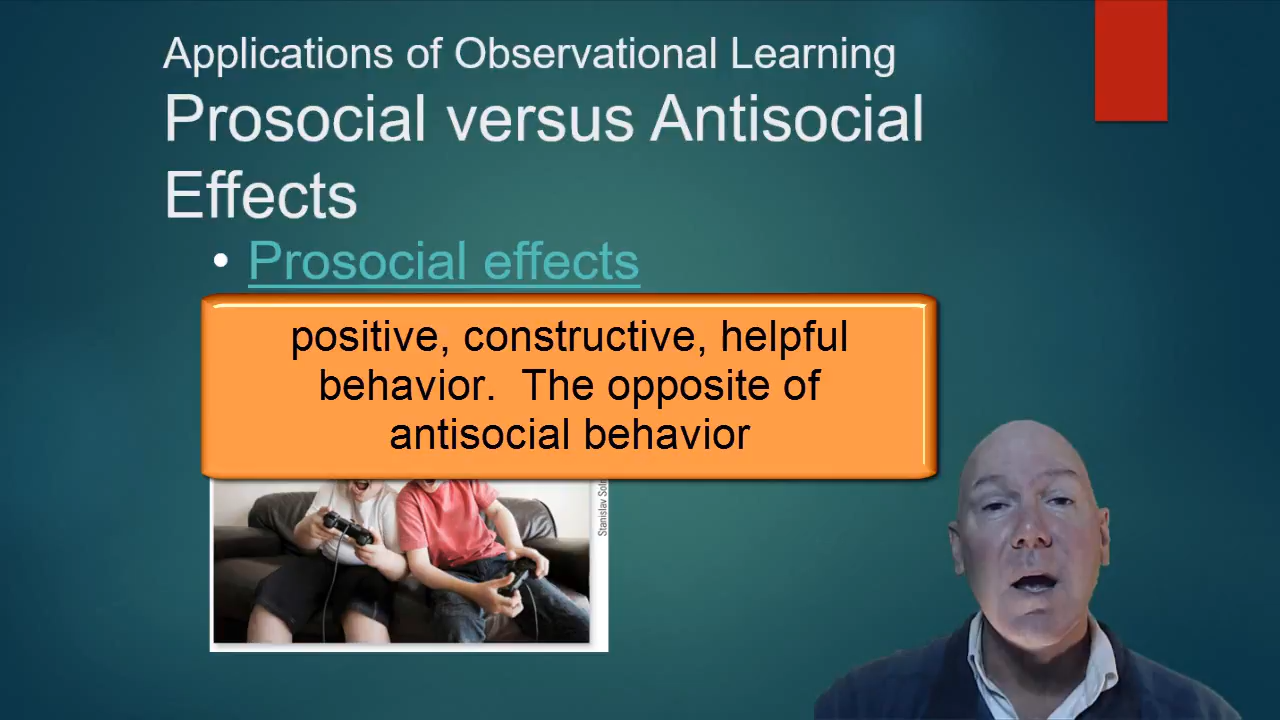 Applications of Observational Learning
Prosocial versus Antisocial
Effects
• Prosocial effects
positive, constructive, helpful
behavior. The opposite of
antisocial behavior
Stanislav